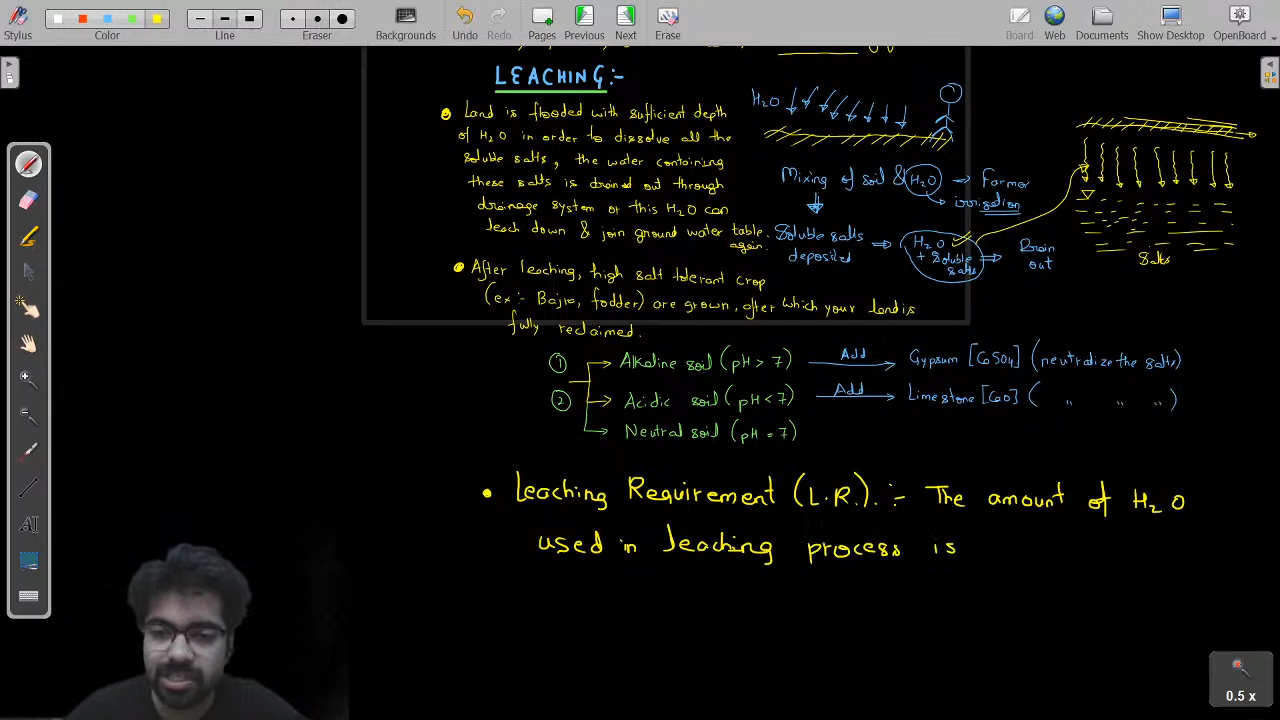 Stylus
Color
Line
Eraser
Backgrounds
Undo
Redo
Pages
Previous
Next
Erase
Board
Web
Documents
Show Desktop
OpenBoard
LEACHING:-
• Land is flooded with sufficient depth
of H2O in order to dissolve all the
soluble salts, the water containing
these salts is drained out through
drainage system or this H2O can
leach down & join ground water table.
again.
• After leaching, high salt tolerant crop
(ex:- Bajra, fodder) are grown, after which your land is
fully reclaimed.
H2O
Mixing of soil & H2O → Farmer
→ irrigation
Soluble salts
deposited
⇒ H2O
+ Soluble
salts
⇒ Drain
out
Salts
① → Alkaline soil (pH > 7) Add → Gypsum [CaSO4] (neutralize the salts)
② → Acidic soil (pH < 7) Add → Limestone [CaO] ( " " " )
→ Neutral soil (pH = 7)
• Leaching Requirement (L.R.). :- The amount of H2O
used in leaching process is
AI
0.5 x